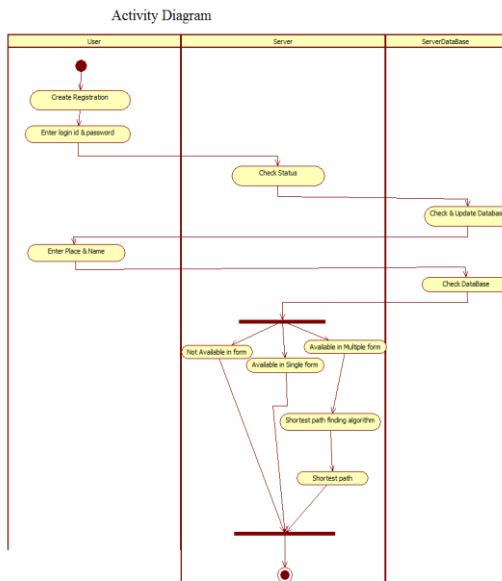 Activity Diagram
User
Server
ServerDataBase
Create Registration
Enter login id & password
Check Status
Check & Update Databas
Enter Place & Name
Check DataBase
Not Available in form
Available in Single form
Available in Multiple form
Shortest path finding algorithm
Shortest path